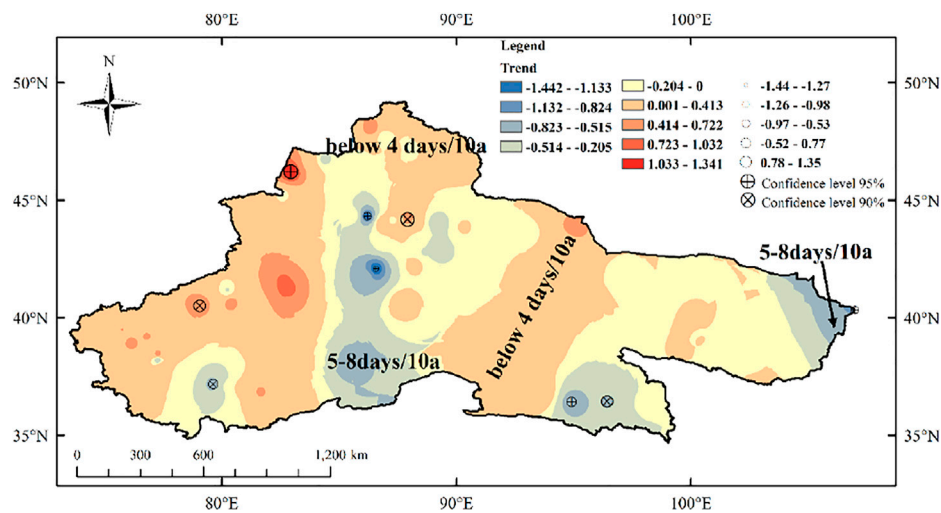 80°E 90°E 100°E
N
Legend
Trend
-1.442 - -1.133
-1.132 - -0.824
-0.823 - -0.515
-0.514 - -0.205
-0.204 - 0
0.001 - 0.413
0.414 - 0.722
0.723 - 1.032
1.033 - 1.341
-1.44 - -1.27
-1.26 - -0.98
-0.97 - -0.53
-0.52 - 0.77
0.78 - 1.35
Confidence level 95%
Confidence level 90%
50°N 50°N
below 4 days/10a
45°N 45°N
5-8days/10a
below 4 days/10a
40°N 40°N
5-8days/10a
35°N 35°N
0 300 600 1,200 km
80°E 90°E 100°E